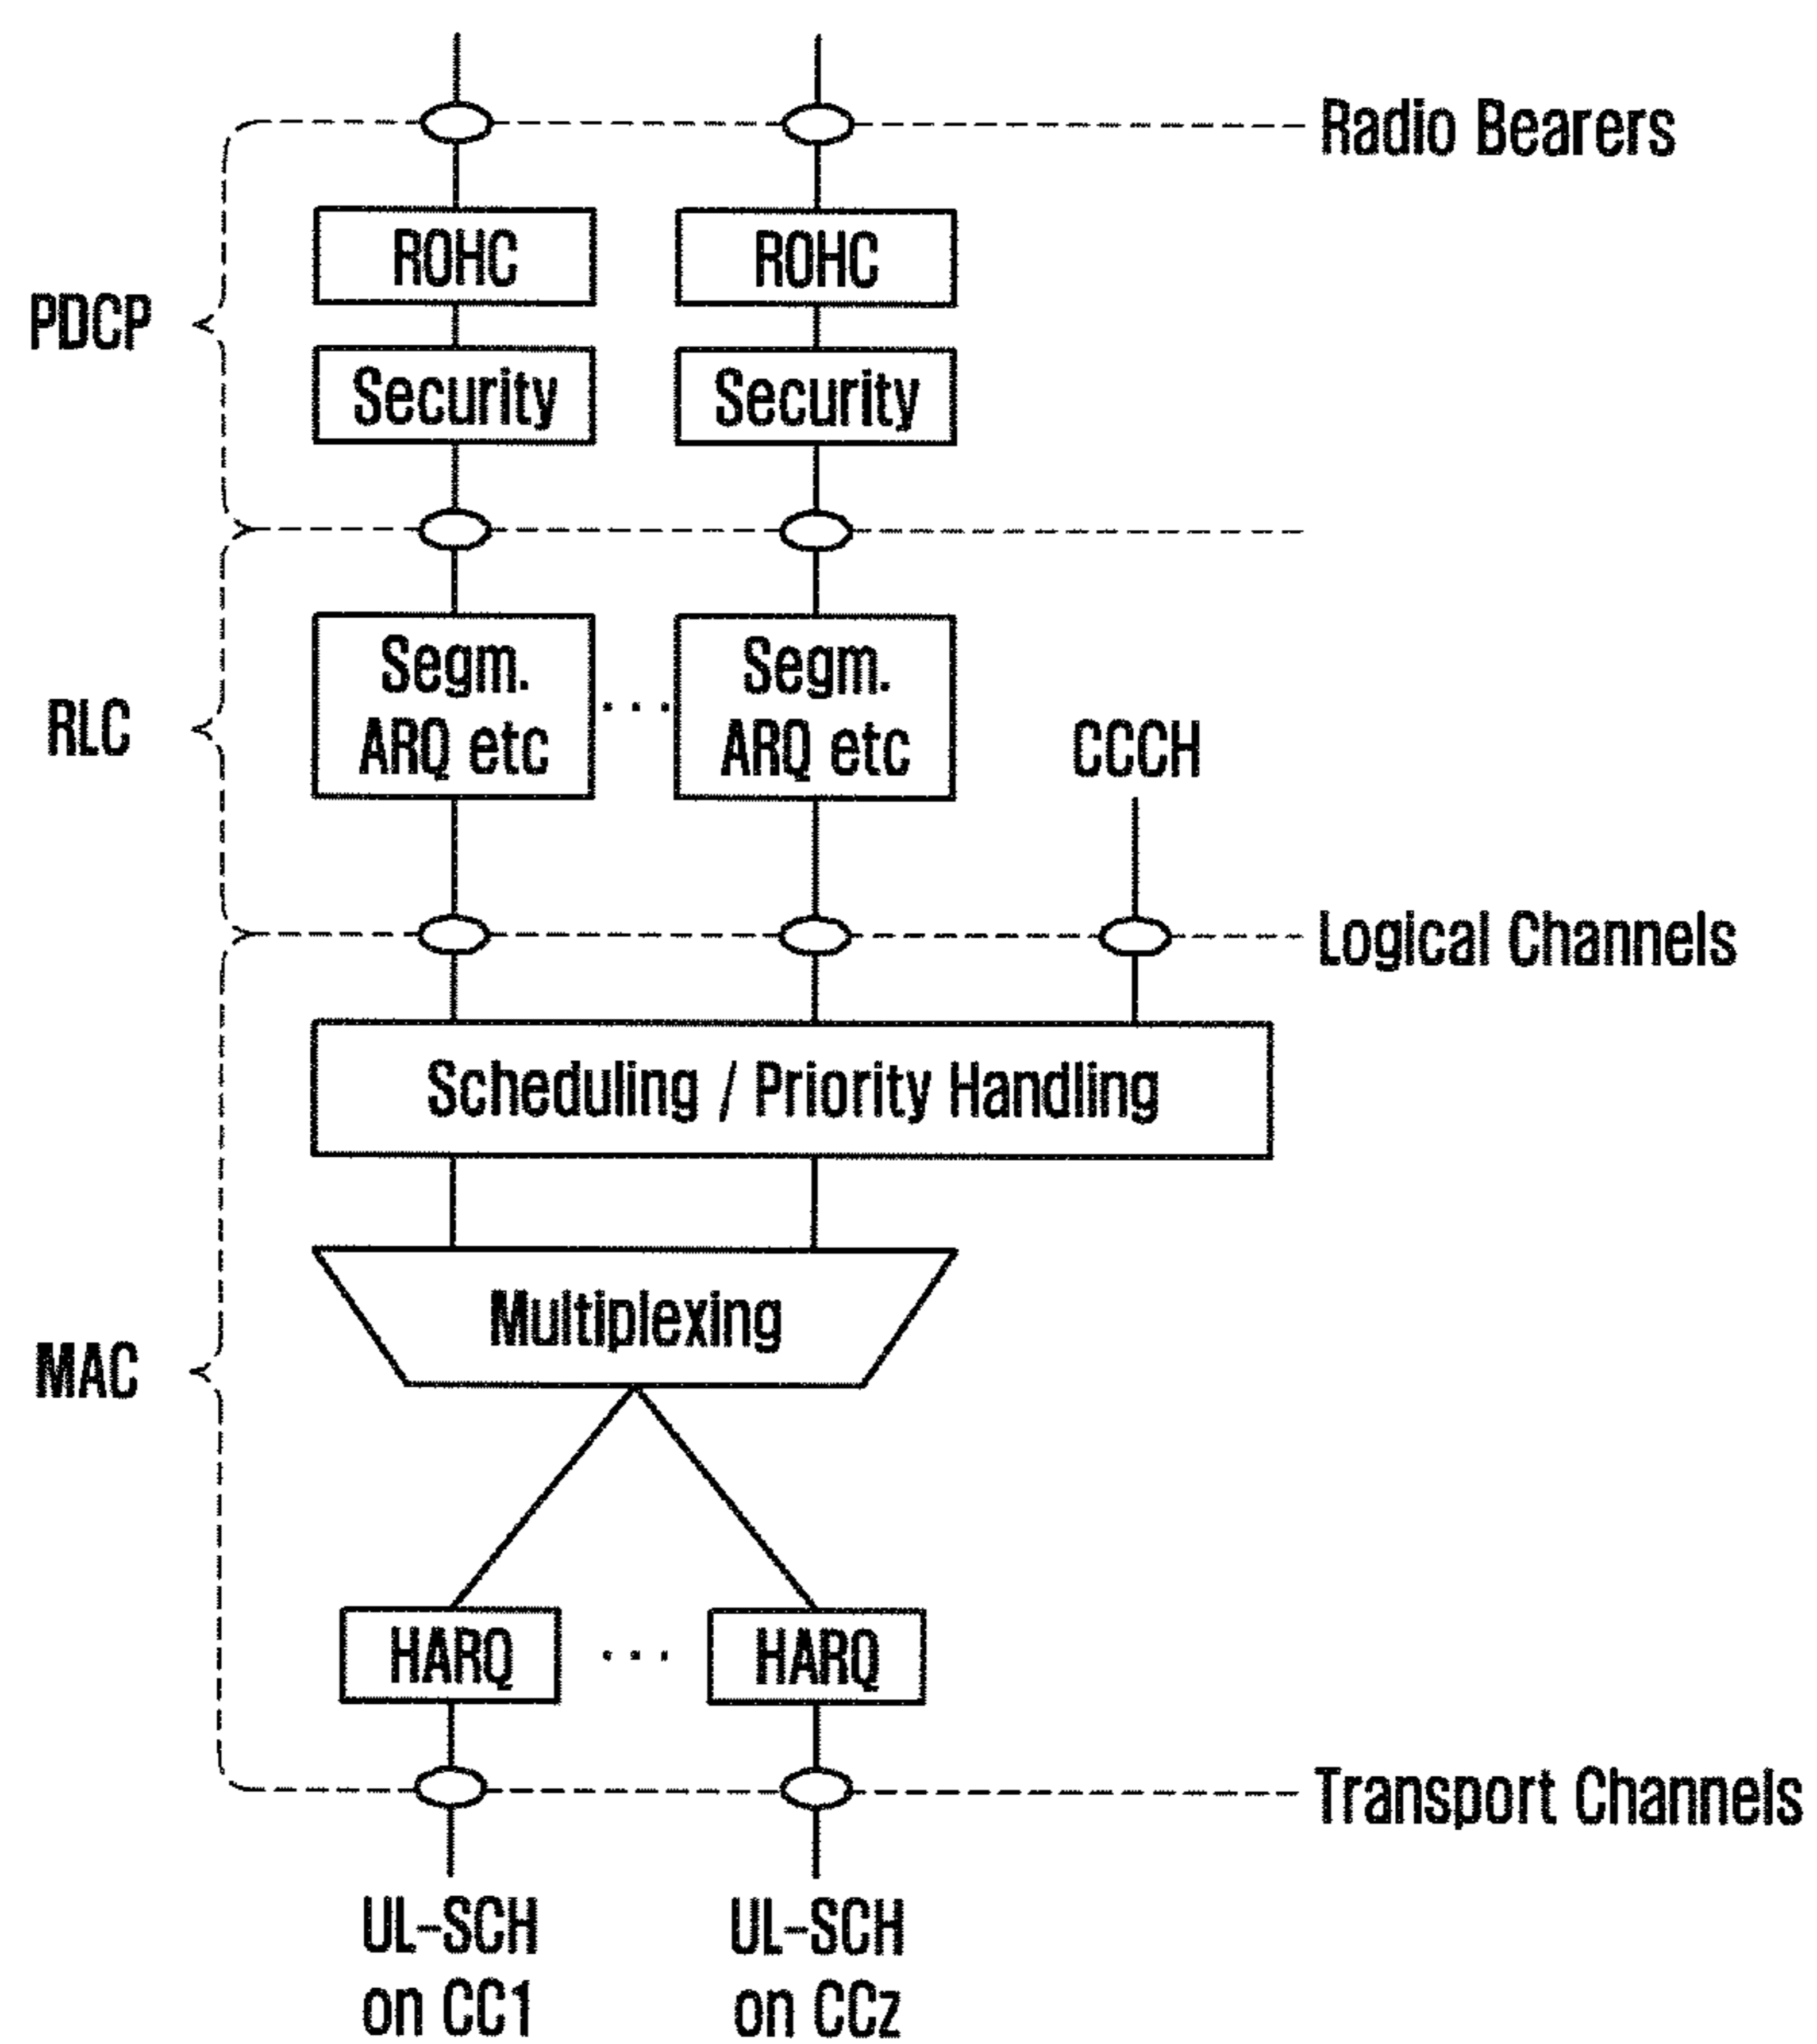 Radio Bearers
ROHC
ROHC
PDCP
Security
Security
Segm.
ARQ etc
...
Segm.
ARQ etc
RLC
CCCH
Logical Channels
Scheduling / Priority Handling
Multiplexing
MAC
HARQ
...
HARQ
Transport Channels
UL-SCH
on CC1
UL-SCH
on CCz